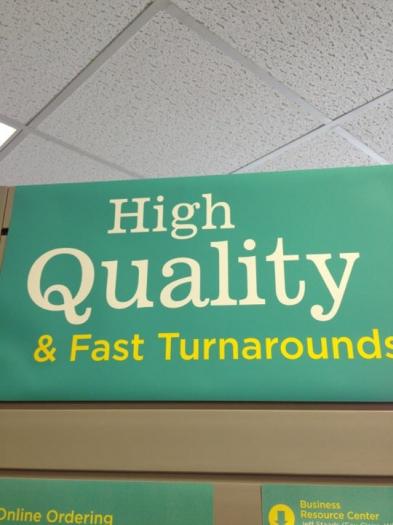 High
Quality
& Fast Turnarounds
Online Ordering
Business
Resource Center